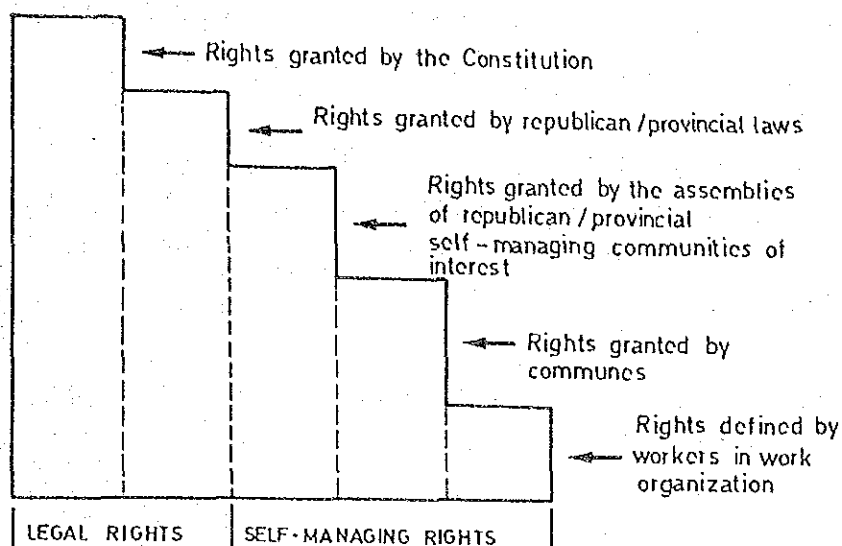 Rights granted by the Constitution
Rights granted by republican/provincial laws
Rights granted by the assemblies
of republican/provincial
self-managing communities of
interest
Rights granted by
communes
Rights defined by
workers in work
organization
LEGAL RIGHTS
SELF-MANAGING RIGHTS